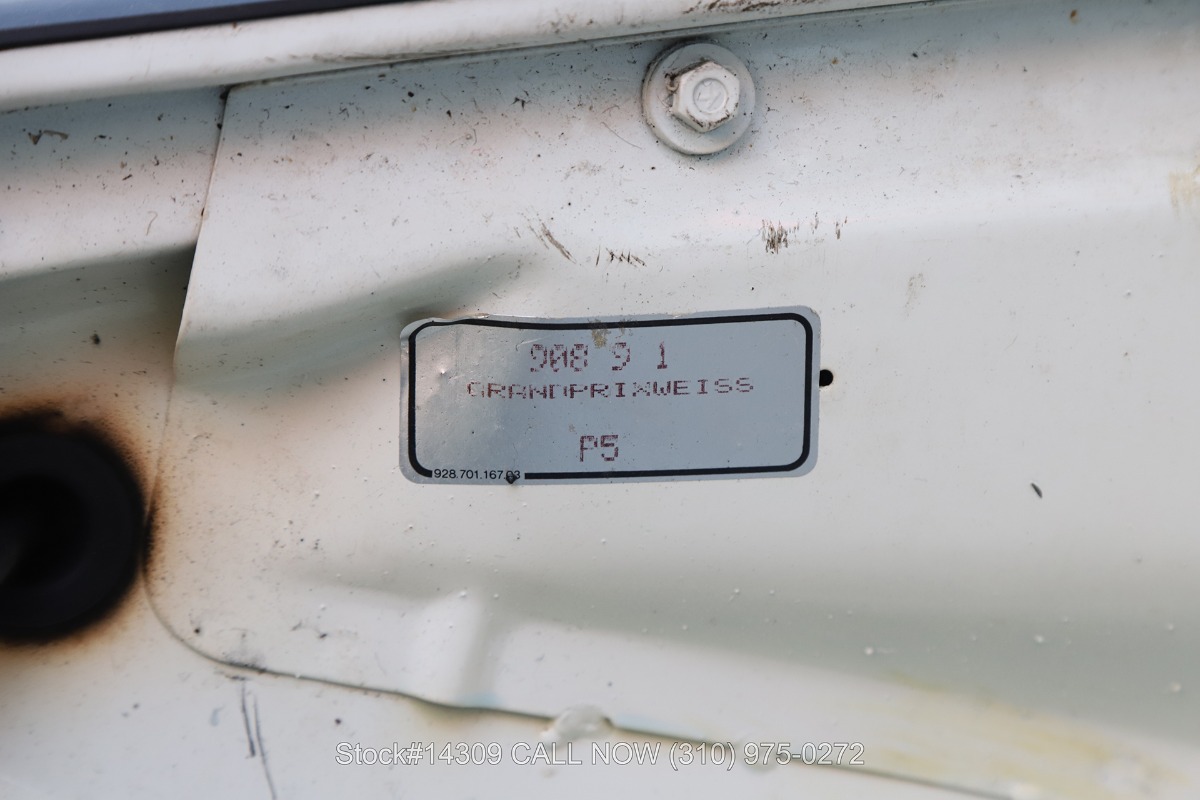 908 9 1
GRANDPRIXWEISS
P5
928.701.167.03
Stock#14309 CALL NOW (310) 975-0272